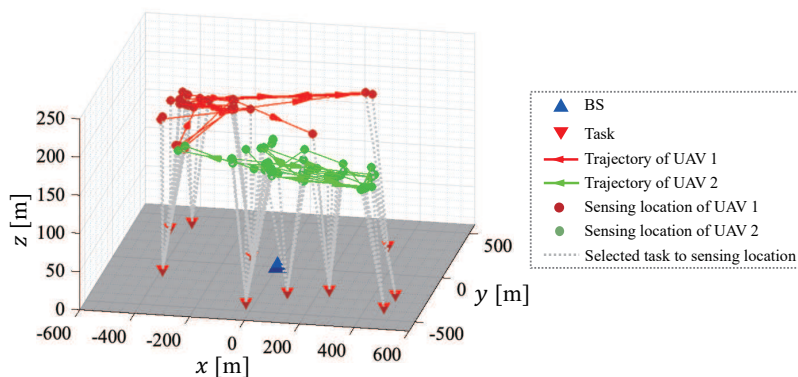 250
200
150
100
50
0
z [m]
-600
-400
-200
0
200
400
600
x [m]
500
0
-500
y [m]
BS
Task
Trajectory of UAV 1
Trajectory of UAV 2
Sensing location of UAV 1
Sensing location of UAV 2
Selected task to sensing location